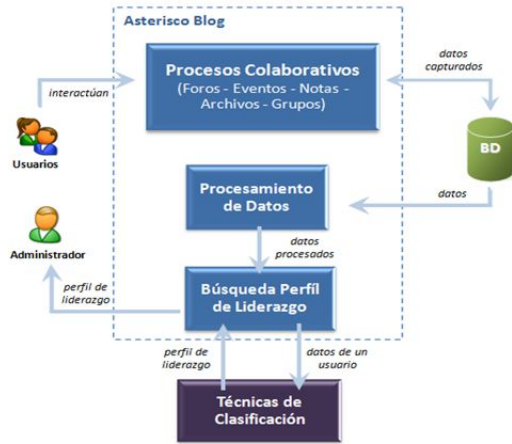 Asterisco Blog
Procesos Colaborativos
(Foros - Eventos - Notas -
Archivos - Grupos)
datos
capturados
interactúan
Usuarios
BD
Procesamiento
de Datos
datos
Administrador
datos
procesados
perfil de
liderazgo
Búsqueda Perfíl
de Liderazgo
perfil de
liderazgo
datos de un
usuario
Técnicas de
Clasificación